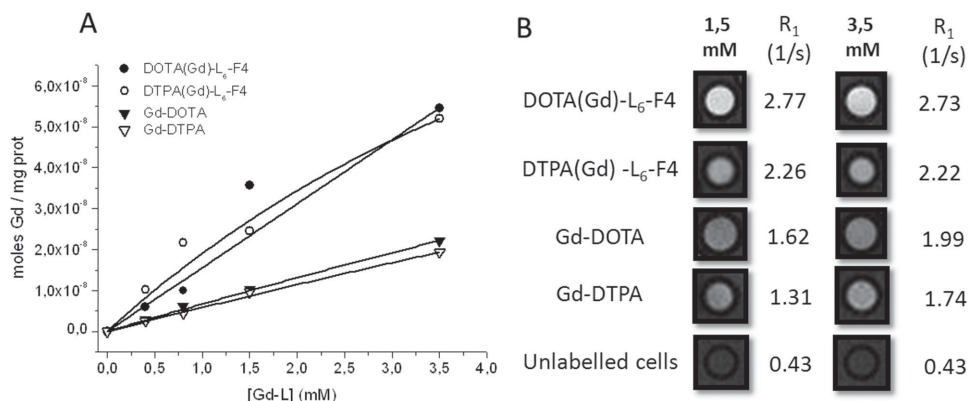 A
DOTA(Gd)-L6-F4
DTPA(Gd)-L6-F4
Gd-DOTA
Gd-DTPA
6,0x10-8
5,0x10-8
4,0x10-8
3,0x10-8
2,0x10-8
1,0x10-8
0,0
moles Gd / mg prot
0,0 0,5 1,0 1,5 2,0 2,5 3,0 3,5 4,0
[Gd-L] (mM)
B
1,5 mM R1 (1/s) 3,5 mM R1 (1/s)
DOTA(Gd)-L6-F4 2.77 2.73
DTPA(Gd) -L6-F4 2.26 2.22
Gd-DOTA 1.62 1.99
Gd-DTPA 1.31 1.74
Unlabelled cells 0.43 0.43